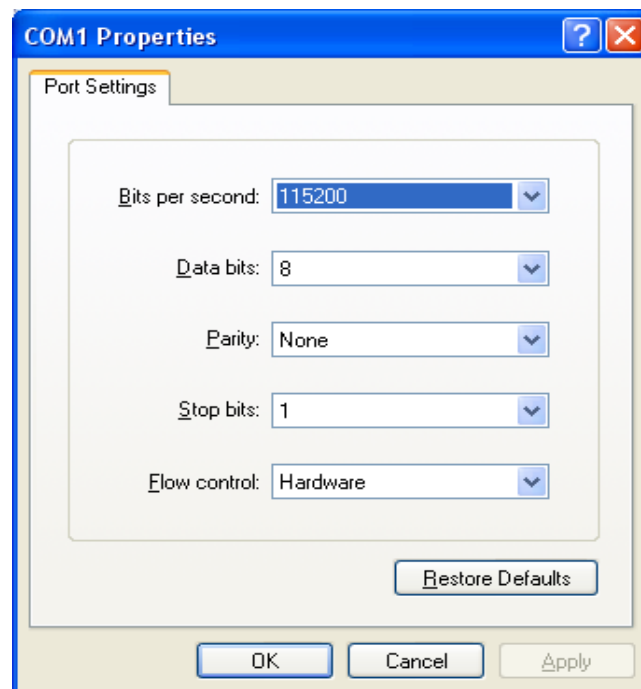 COM1 Properties
Port Settings
Bits per second: 115200
Data bits: 8
Parity: None
Stop bits: 1
Flow control: Hardware
Restore Defaults
OK Cancel Apply